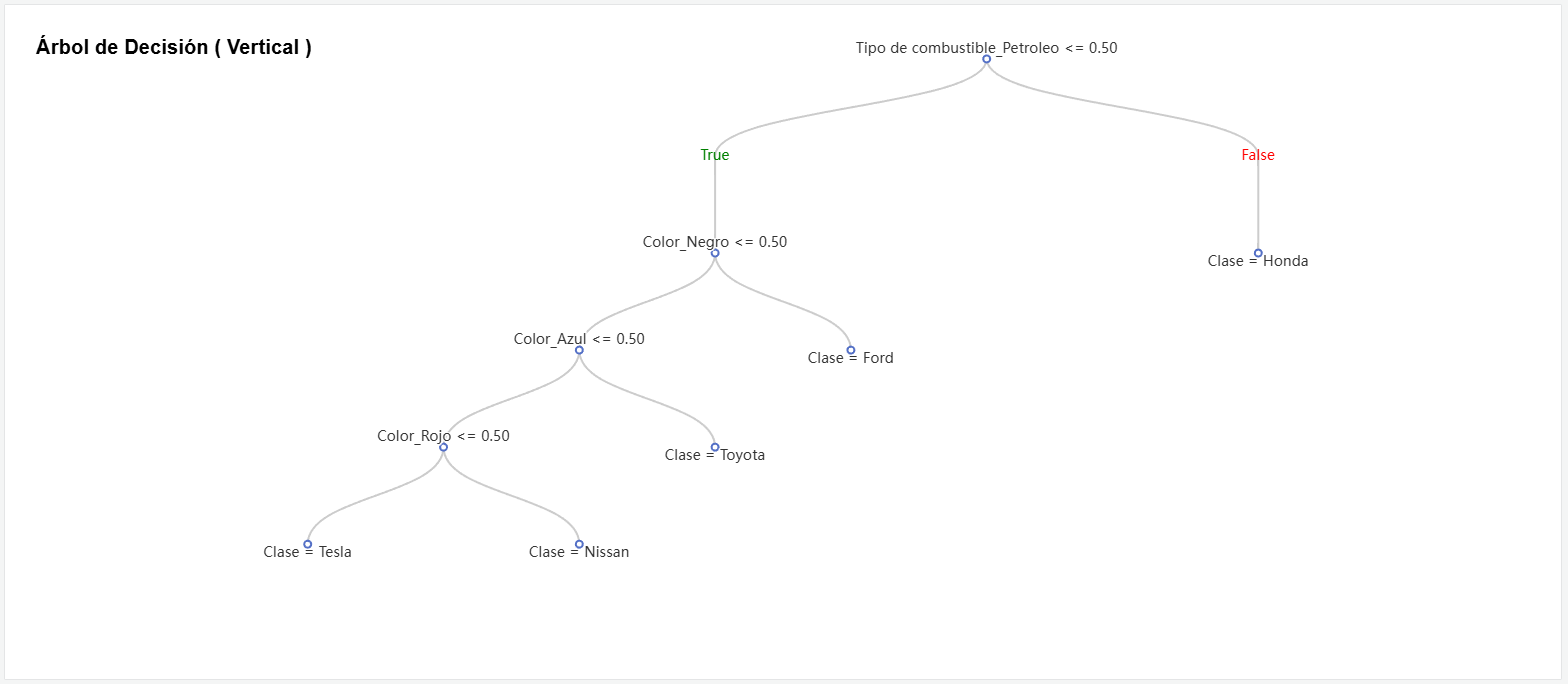 Árbol de Decisión ( Vertical )
Tipo de combustible_Petroleo <= 0.50
True
False
Color_Negro <= 0.50
Clase = Honda
Color_Azul <= 0.50
Clase = Ford
Color_Rojo <= 0.50
Clase = Toyota
Clase = Tesla
Clase = Nissan